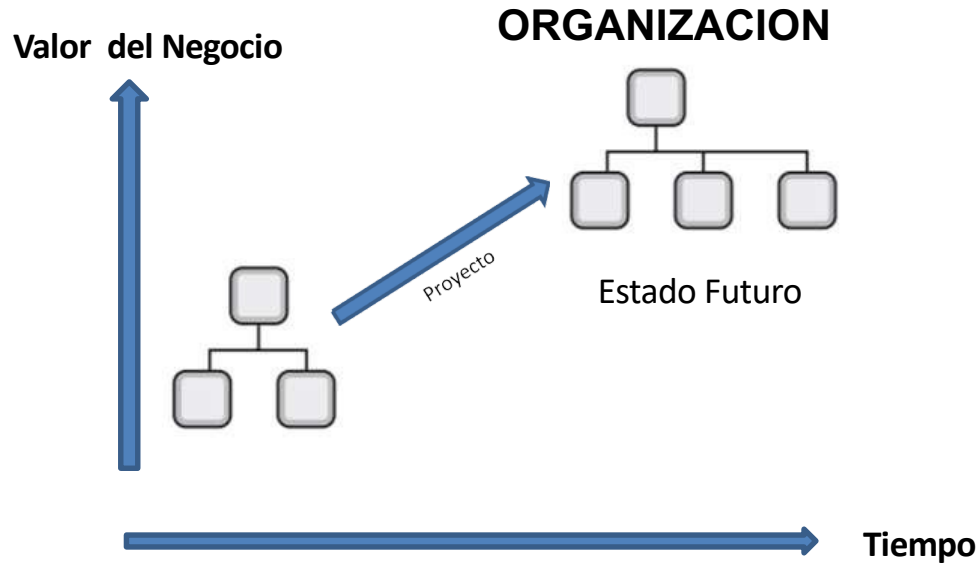 ORGANIZACION
Valor del Negocio
Proyecto
Estado Futuro
Tiempo